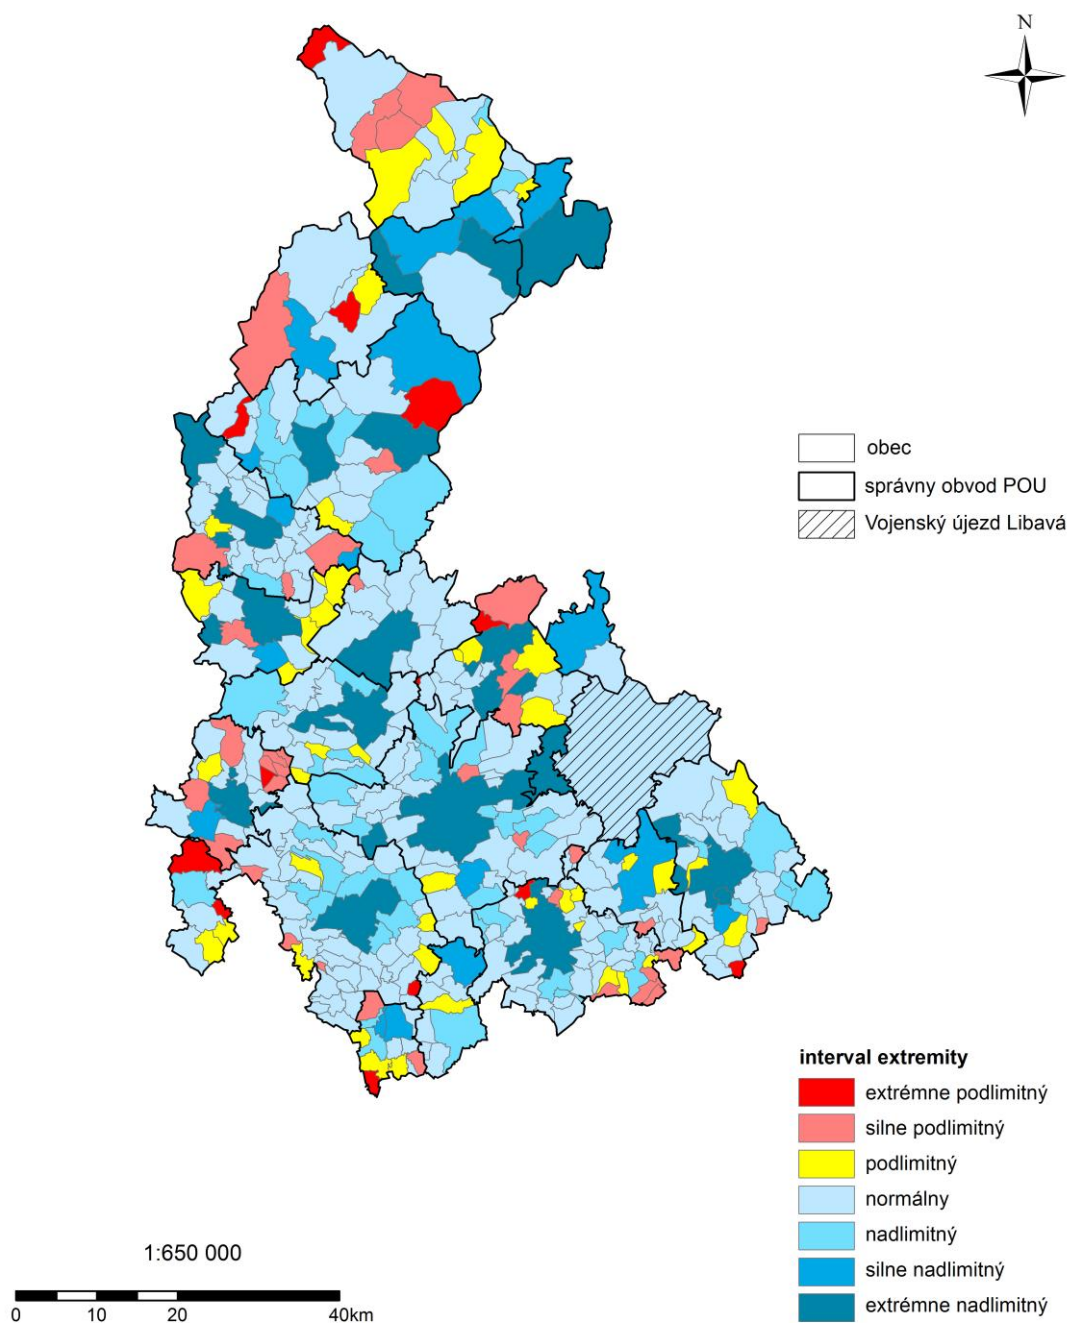 N
obec
správny obvod POU
Vojenský újezd Libavá
interval extremity
extrémne podlimitný
silne podlimitný
podlimitný
normálny
nadlimitný
silne nadlimitný
extrémne nadlimitný
1:650 000
0 10 20 40km